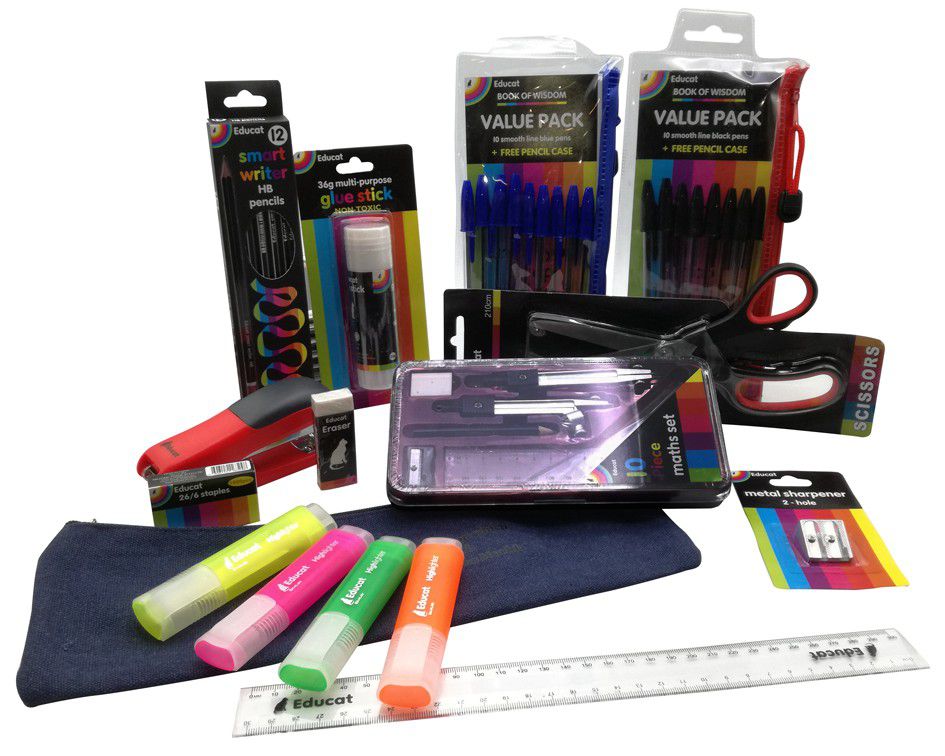 Educat 12
smart
writer
HB
pencils
Educat
36g multi-purpose
glue stick
NON-TOXIC
Educat
BOOK OF WISDOM
VALUE PACK
10 smooth line blue pens
+ FREE PENCIL CASE
Educat
BOOK OF WISDOM
VALUE PACK
10 smooth line black pens
+ FREE PENCIL CASE
210cm
SCISSORS
Educat
Educat
Eraser
Educat
26/6 staples
Educat
10
piece
maths set
Educat
metal sharpener
2 - hole
Educat Highlighter
Educat Highlighter
Educat Highlighter
Educat Highlighter
Educat
Educat